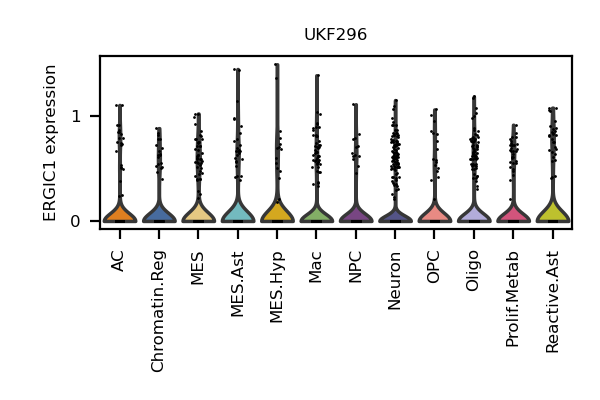 UKF296
ERGIC1 expression
1
0
AC
Chromatin.Reg
MES
MES.Ast
MES.Hyp
Mac
NPC
Neuron
OPC
Oligo
Prolif.Metab
Reactive.Ast